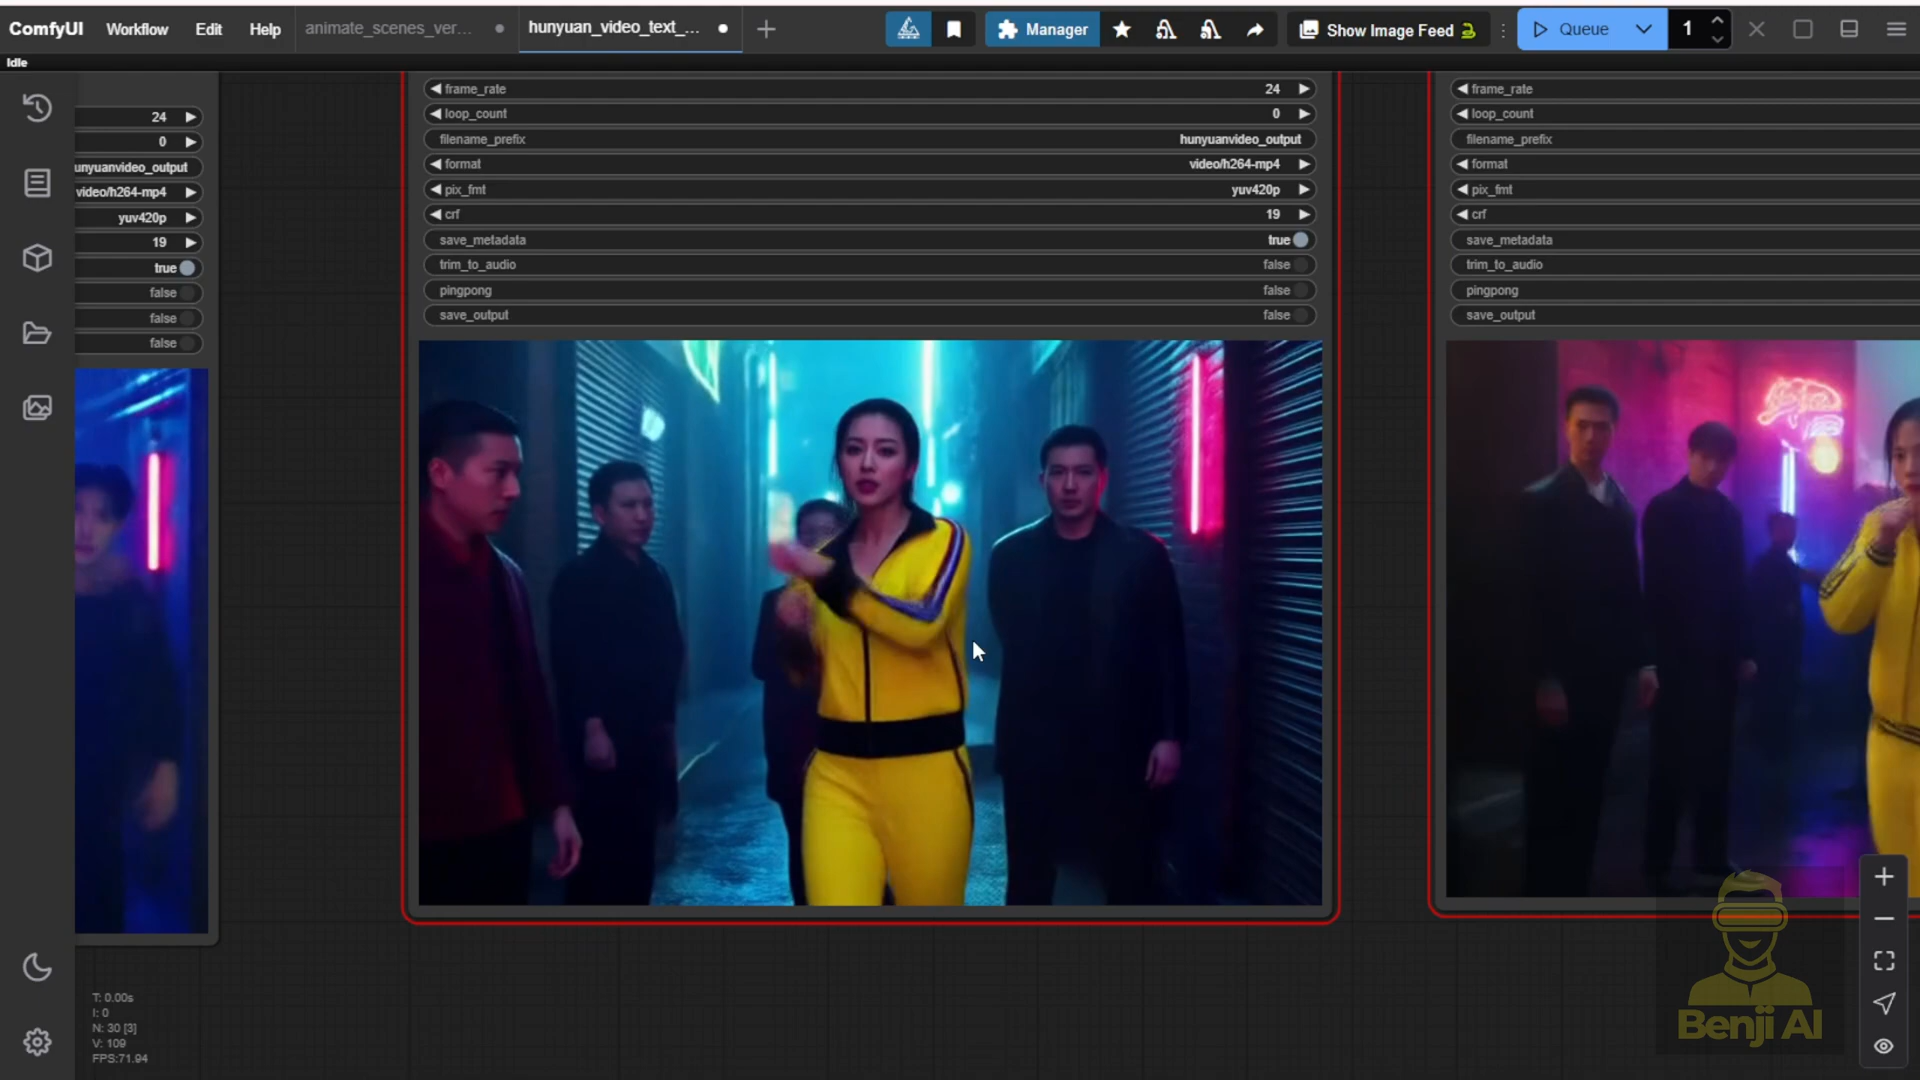 ComfyUI Workflow Edit Help animate_scenes_ver... hunyuan_video_text_... Manager Show Image Feed Queue 1
Idle
24
0
unyuanvideo_output
video/h264-mp4
yuv420p
19
true
false
false
false
frame_rate 24
loop_count 0
filename_prefix hunyuanvideo_output
format video/h264-mp4
pix_fmt yuv420p
crf 19
save_metadata true
trim_to_audio false
pingpong false
save_output false
frame_rate
loop_count
filename_prefix
format
pix_fmt
crf
save_metadata
trim_to_audio
pingpong
save_output
T: 0.00s
I: 0
N: 30 [3]
V: 109
FPS:71.94
Benji AI